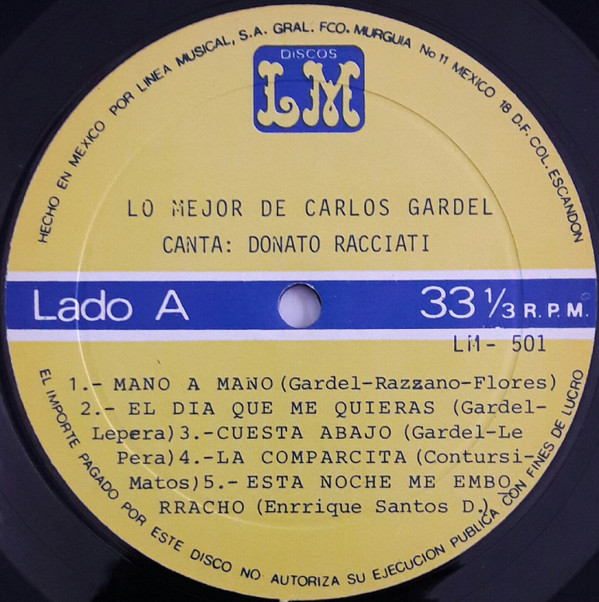 HECHO EN MEXICO POR LINEA MUSICAL, S.A. GRAL. FCO. MURGUIA No 11 MEXICO 18 D.F. COL. ESCANDON
DISCOS
LM
LO MEJOR DE CARLOS GARDEL
CANTA: DONATO RACCIATI
Lado A
33 1/3 R.P.M.
LM- 501
1.- MANO A MANO (Gardel-Razzano-Flores)
2.- EL DIA QUE ME QUIERAS (Gardel-
Lepera) 3.-CUESTA ABAJO (Gardel-Le
Pera) 4.-LA COMPARCITA (Contursi-
Matos) 5.-ESTA NOCHE ME EMBO
RRACHO (Enrrique Santos D.)
EL IMPORTE PAGADO POR ESTE DISCO NO AUTORIZA SU EJECUCION PUBLICA CON FINES DE LUCRO